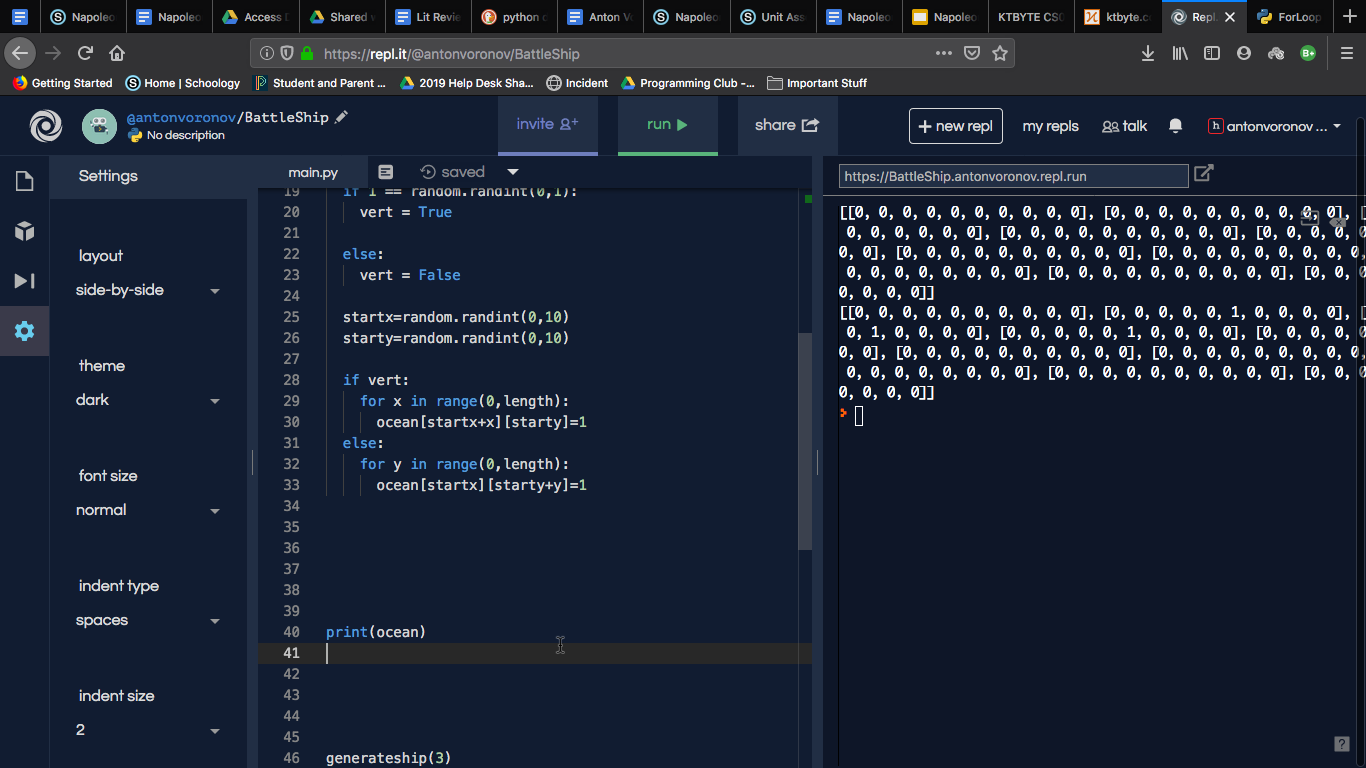 Napoleo
Napoleo
Access D
Shared w
Lit Revie
python c
Anton Vo
Napoleo
Unit Ass
Napoleo
Napoleo
KTBYTE CSC
ktbyte.c
Repl.
ForLoop
https://repl.it/@antonvoronov/BattleShip
Getting Started
Home | Schoology
Student and Parent ...
2019 Help Desk Sha...
Incident
Programming Club -...
Important Stuff
@antonvoronov/BattleShip
No description
invite
run
share
+ new repl
my repls
talk
h antonvoronov ...
Settings
main.py
saved
https://BattleShip.antonvoronov.repl.run
layout
side-by-side
theme
dark
font size
normal
indent type
spaces
indent size
2
19 if 1 == random.randint(0,1):
20 vert = True
21
22 else:
23 vert = False
24
25 startx=random.randint(0,10)
26 starty=random.randint(0,10)
27
28 if vert:
29 for x in range(0,length):
30 ocean[startx+x][starty]=1
31 else:
32 for y in range(0,length):
33 ocean[startx][starty+y]=1
34
35
36
37
38
39
40 print(ocean)
41
42
43
44
45
46 generateship(3)
[[0, 0, 0, 0, 0, 0, 0, 0, 0, 0], [0, 0, 0, 0, 0, 0, 0, 0, 0, 0], [
0, 0, 0, 0, 0, 0], [0, 0, 0, 0, 0, 0, 0, 0, 0, 0], [0, 0, 0, 0, 0
0, 0], [0, 0, 0, 0, 0, 0, 0, 0, 0, 0], [0, 0, 0, 0, 0, 0, 0, 0,
0, 0, 0, 0, 0, 0, 0, 0], [0, 0, 0, 0, 0, 0, 0, 0, 0, 0], [0, 0, 0
0, 0, 0, 0]]
[[0, 0, 0, 0, 0, 0, 0, 0, 0, 0], [0, 0, 0, 0, 0, 1, 0, 0, 0, 0], [
0, 1, 0, 0, 0, 0], [0, 0, 0, 0, 0, 1, 0, 0, 0, 0], [0, 0, 0, 0, 0
0, 0], [0, 0, 0, 0, 0, 0, 0, 0, 0, 0], [0, 0, 0, 0, 0, 0, 0, 0, 0,
0, 0, 0, 0, 0, 0, 0, 0], [0, 0, 0, 0, 0, 0, 0, 0, 0, 0], [0, 0, 0
0, 0, 0, 0]]
?